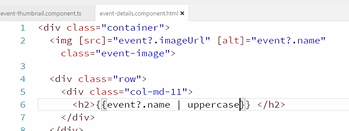 event-thumbnail.component.ts event-details.component.html ×
1 <div class="container">
2 <img [src]="event?.imageUrl" [alt]="event?.name"
class="event-image">
3
4 <div class="row">
5 <div class="col-md-11">
6 <h2>{{event?.name | uppercase}} </h2>
7 </div>
8 </div>